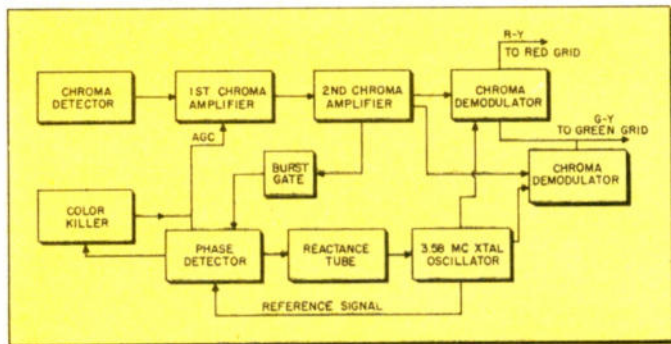 R-Y
TO RED GRID
CHROMA
DETECTOR
1ST CHROMA
AMPLIFIER
2ND CHROMA
AMPLIFIER
CHROMA
DEMODULATOR
G-Y
TO GREEN GRID
AGC
BURST
GATE
CHROMA
DEMODULATOR
COLOR
KILLER
PHASE
DETECTOR
REACTANCE
TUBE
3.58 MC XTAL
OSCILLATOR
REFERENCE SIGNAL